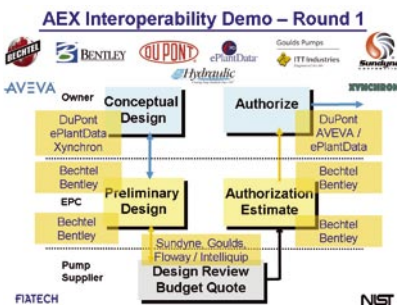 AEX Interoperability Demo – Round 1
BECHTEL
BENTLEY
DUPONT
ePlantData
Goulds Pumps
ITT Industries
Sundyne
AVEVA
Hydraulic
XYNCHRON
Owner
Conceptual
Design
Authorize
DuPont
ePlantData
Xynchron
DuPont
AVEVA /
ePlantData
Bechtel
Bentley
Bechtel
Bentley
EPC
Preliminary
Design
Authorization
Estimate
Bechtel
Bentley
Bechtel
Bentley
Sundyne, Goulds,
Floway / Intelliquip
Pump
Supplier
Design Review
Budget Quote
FIATECH
NIST